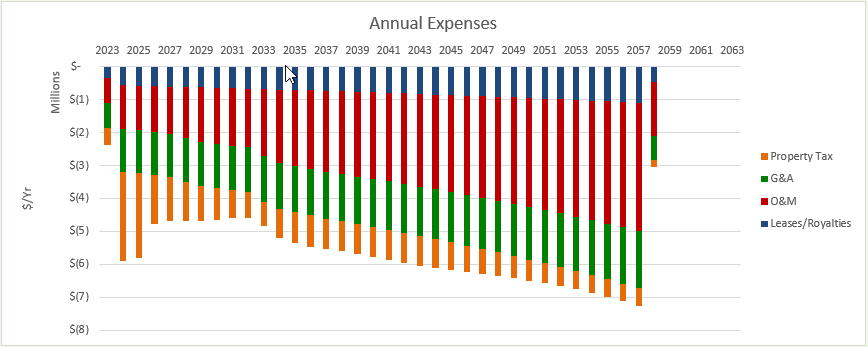 Annual Expenses
2023 2025 2027 2029 2031 2033 2035 2037 2039 2041 2043 2045 2047 2049 2051 2053 2055 2057 2059 2061 2063
$-
Millions
$(1)
$(2)
$(3)
Property Tax
G&A
$(4)
$/Yr
O&M
Leases/Royalties
$(5)
$(6)
$(7)
$(8)